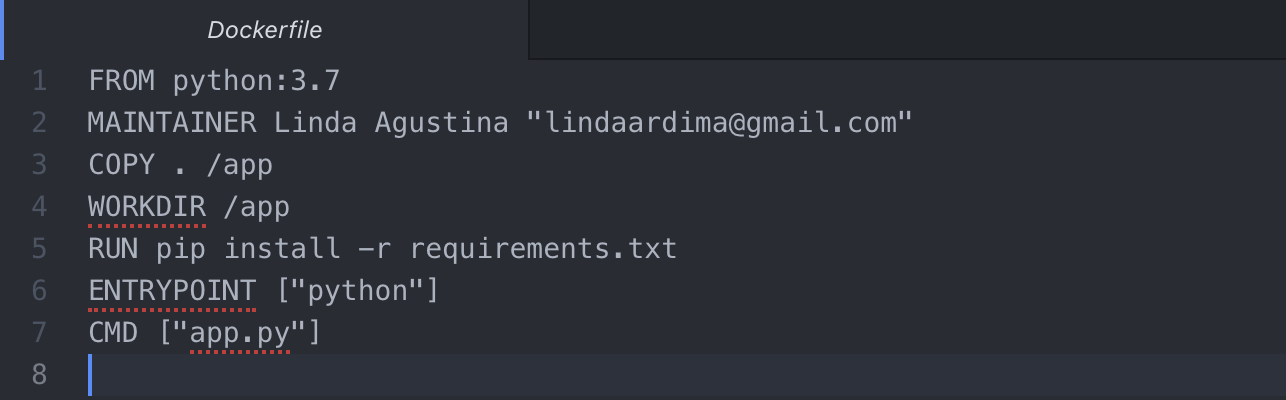 Dockerfile
1 FROM python:3.7
2 MAINTAINER Linda Agustina "lindaardima@gmail.com"
3 COPY . /app
4 WORKDIR /app
5 RUN pip install -r requirements.txt
6 ENTRYPOINT ["python"]
7 CMD ["app.py"]
8